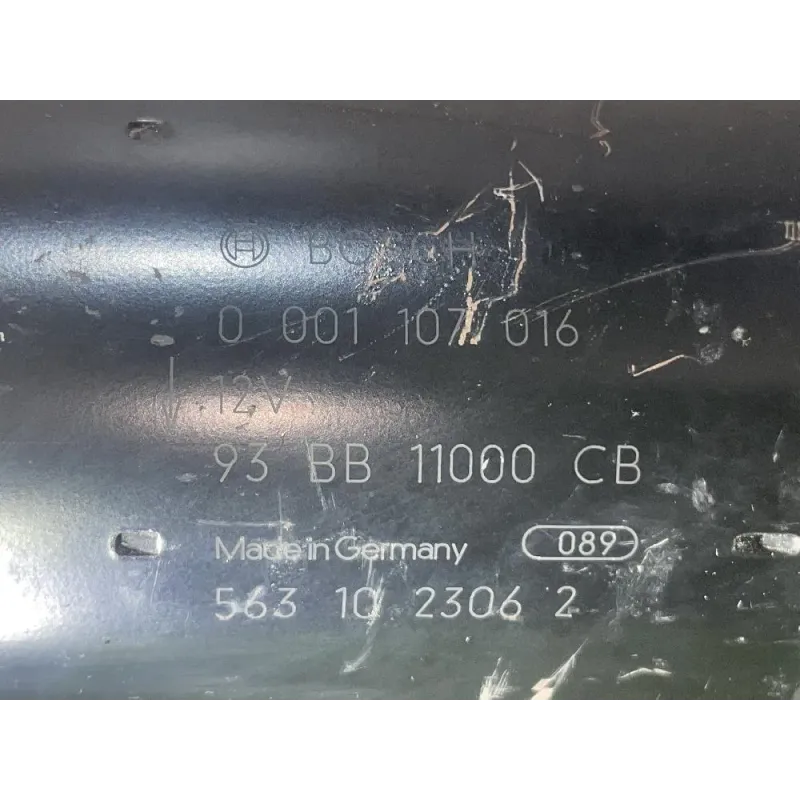 BOSCH
0 001 107 016
12V
93 BB 11000 CB
Made in Germany 089
563 10 2306 2